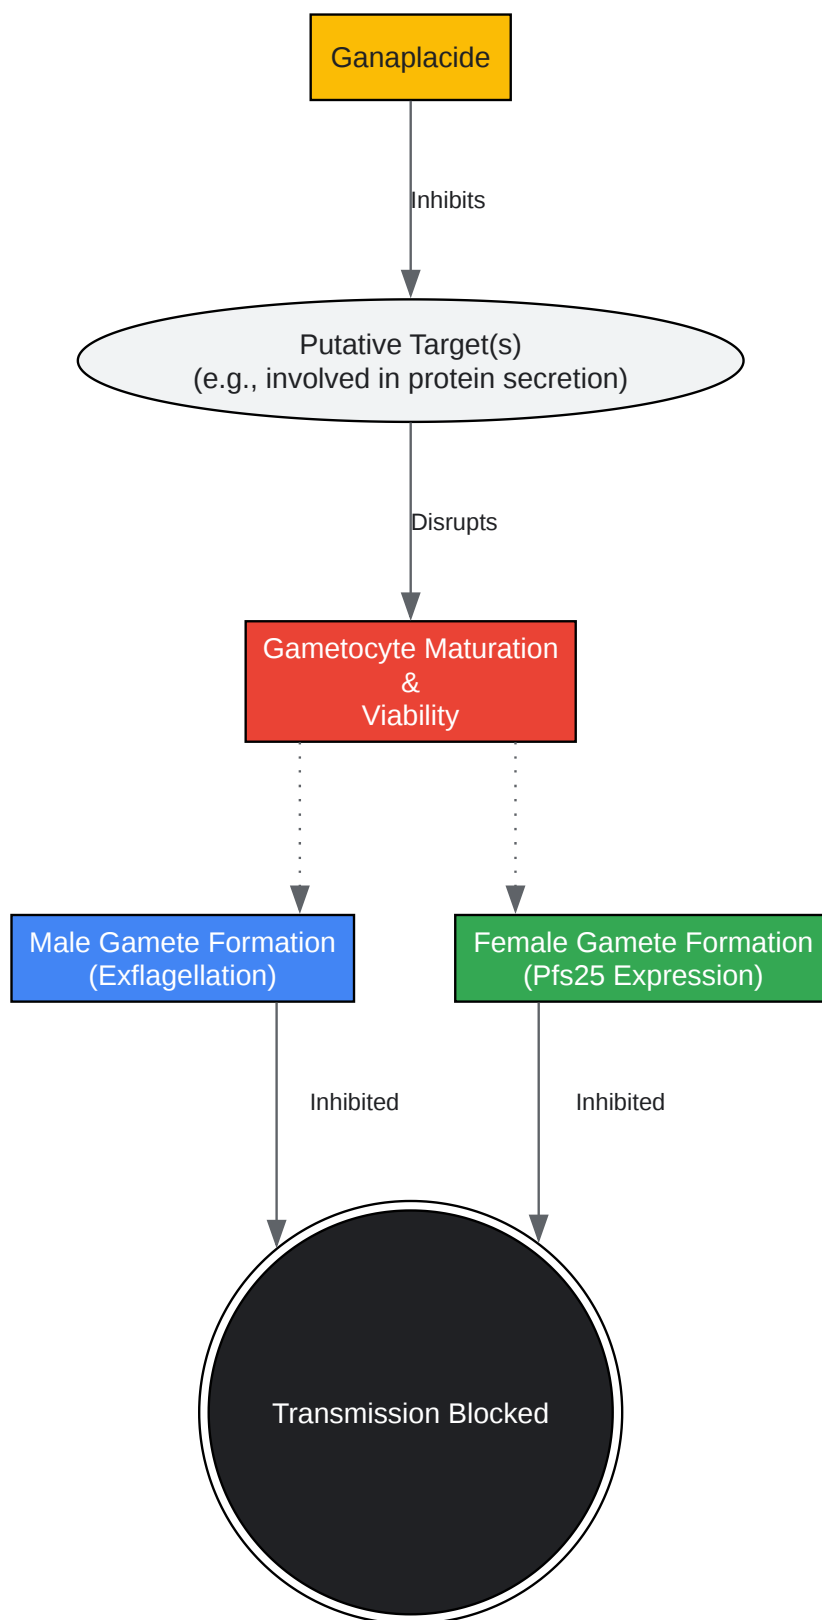 Ganaplacide
Inhibits
Putative Target(s)
(e.g., involved in protein secretion)
Disrupts
Gametocyte Maturation
&
Viability
Male Gamete Formation
(Exflagellation)
Female Gamete Formation
(Pfs25 Expression)
Inhibited
Inhibited
Transmission Blocked